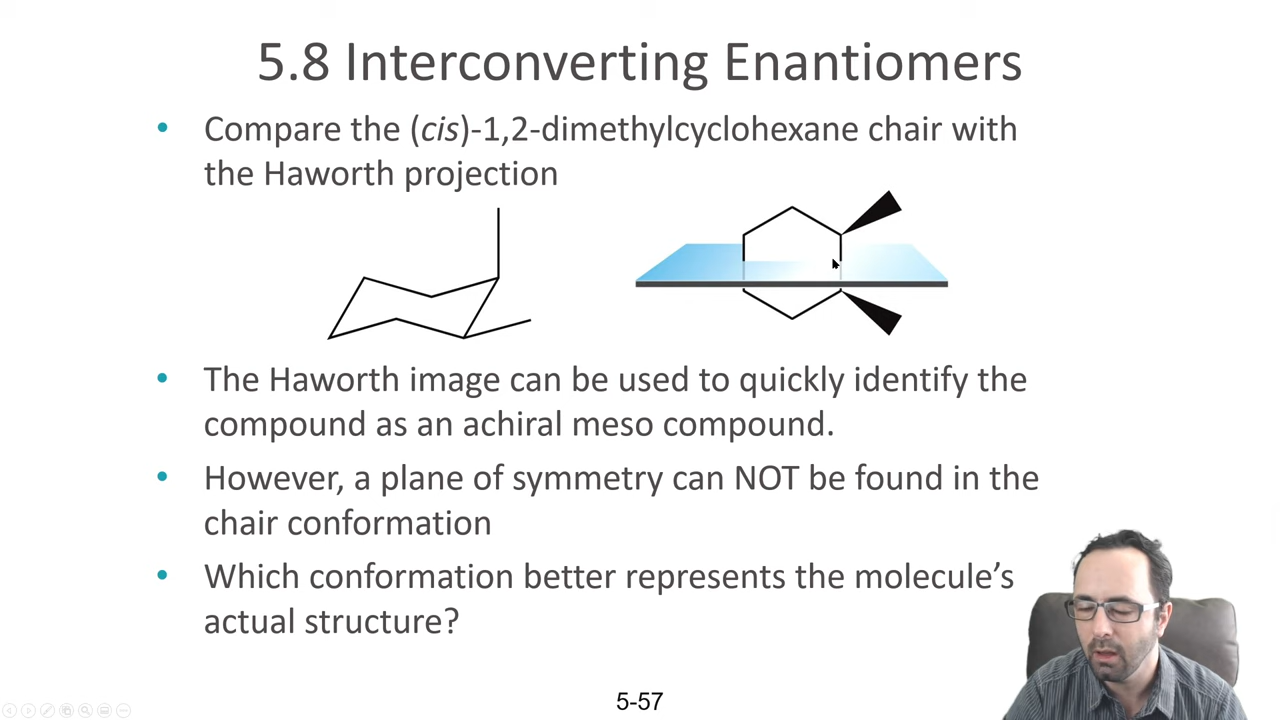 5.8 Interconverting Enantiomers
• Compare the (cis)-1,2-dimethylcyclohexane chair with
the Haworth projection
• The Haworth image can be used to quickly identify the
compound as an achiral meso compound.
• However, a plane of symmetry can NOT be found in the
chair conformation
• Which conformation better represents the molecule’s
actual structure?
5-57